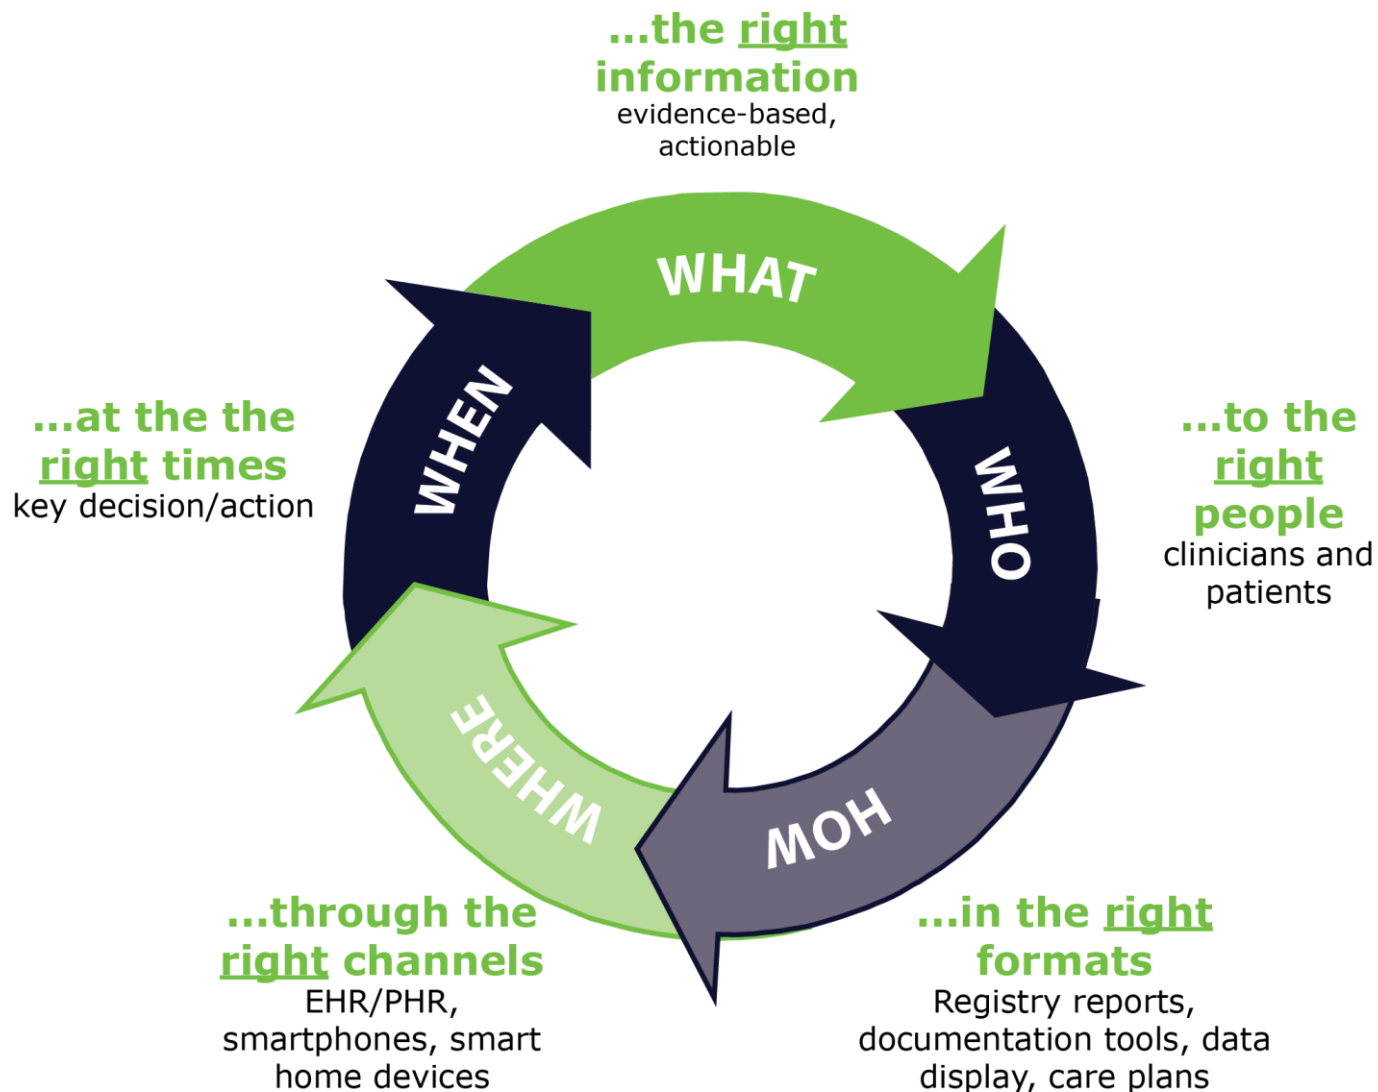 ...the right
information
evidence-based,
actionable
WHAT
WHO
...to the
right
people
clinicians and
patients
HOW
...in the right
formats
Registry reports,
documentation tools, data
display, care plans
WHERE
...through the
right channels
EHR/PHR,
smartphones, smart
home devices
WHEN
...at the the
right times
key decision/action